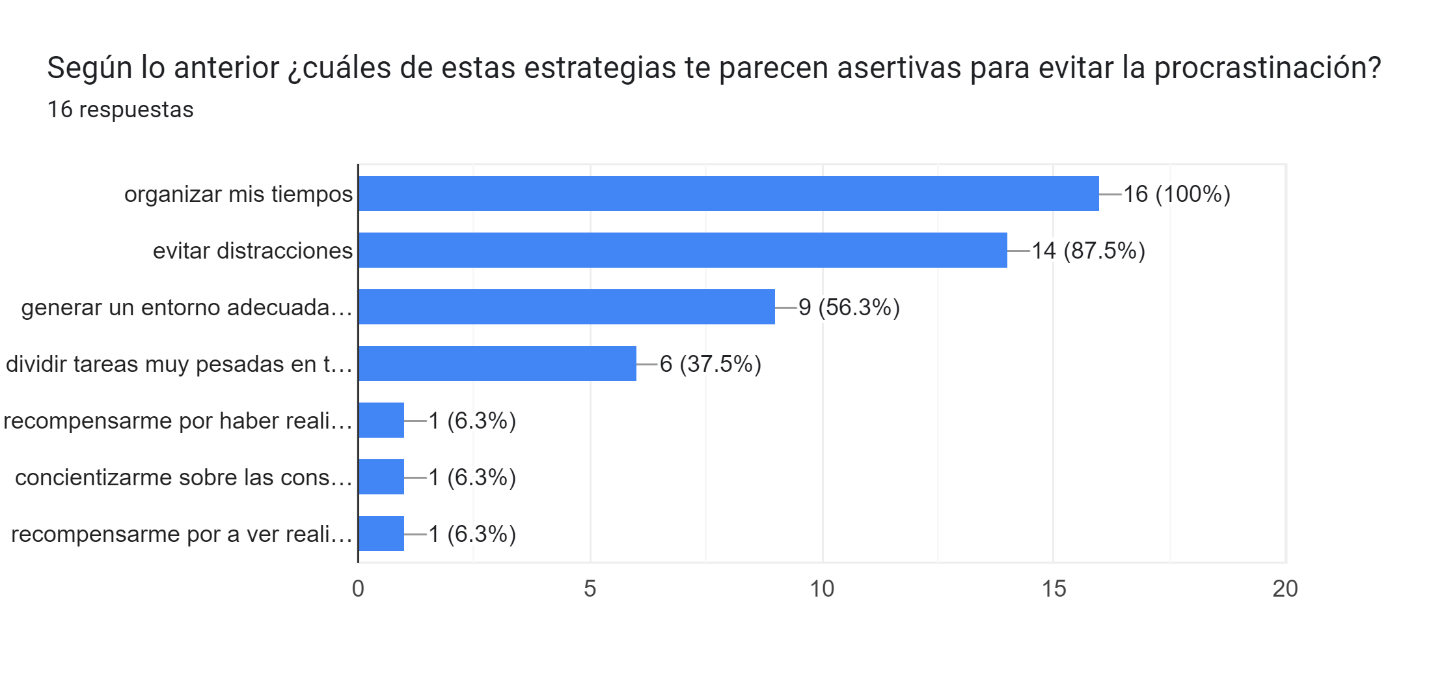 Según lo anterior ¿cuáles de estas estrategias te parecen asertivas para evitar la procrastinación?
16 respuestas
organizar mis tiempos 16 (100%)
evitar distracciones 14 (87.5%)
generar un entorno adecuada… 9 (56.3%)
dividir tareas muy pesadas en t… 6 (37.5%)
recompensarme por haber reali… 1 (6.3%)
concientizarme sobre las cons… 1 (6.3%)
recompensarme por a ver reali… 1 (6.3%)
0 5 10 15 20